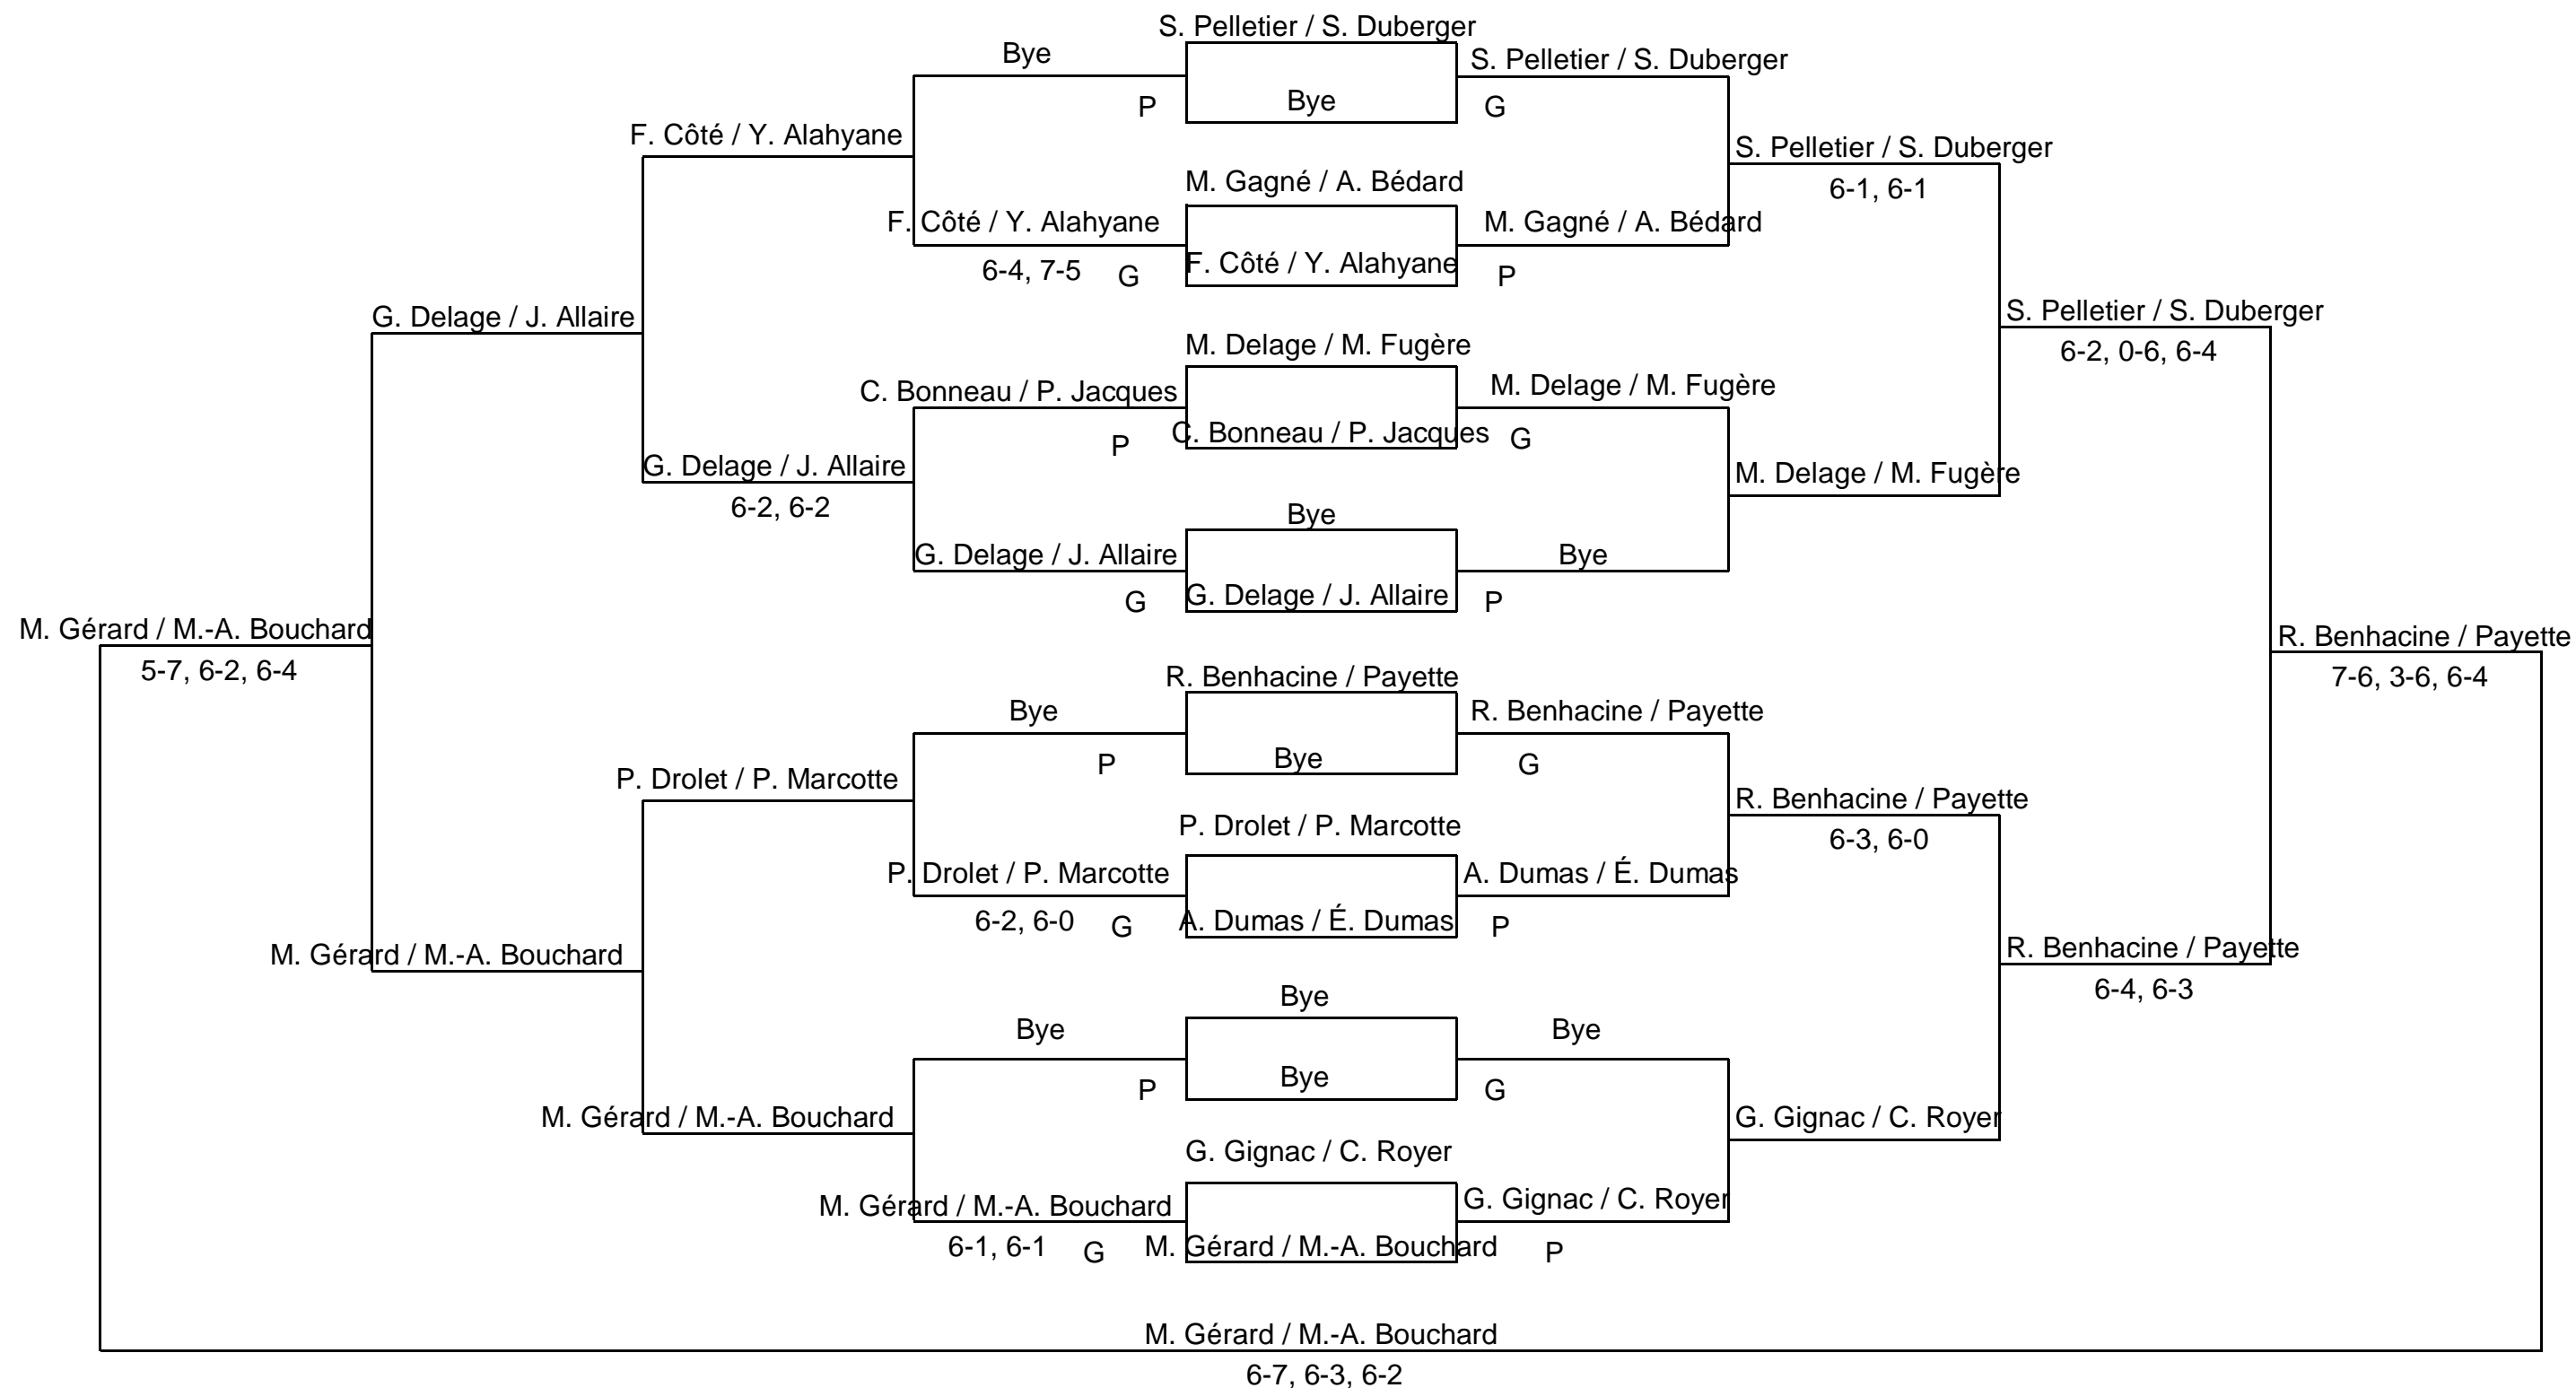 S. Pelletier / S. Duberger
Bye
S. Pelletier / S. Duberger
P
Bye
G
F. Côté / Y. Alahyane
S. Pelletier / S. Duberger
M. Gagné / A. Bédard
6-1, 6-1
F. Côté / Y. Alahyane
M. Gagné / A. Bédard
6-4, 7-5
G
F. Côté / Y. Alahyane
P
G. Delage / J. Allaire
S. Pelletier / S. Duberger
M. Delage / M. Fugère
6-2, 0-6, 6-4
C. Bonneau / P. Jacques
M. Delage / M. Fugère
P
C. Bonneau / P. Jacques
G
G. Delage / J. Allaire
M. Delage / M. Fugère
6-2, 6-2
Bye
G. Delage / J. Allaire
Bye
G
G. Delage / J. Allaire
P
M. Gérard / M.-A. Bouchard
R. Benhacine / Payette
5-7, 6-2, 6-4
R. Benhacine / Payette
7-6, 3-6, 6-4
Bye
R. Benhacine / Payette
P
Bye
G
P. Drolet / P. Marcotte
R. Benhacine / Payette
P. Drolet / P. Marcotte
6-3, 6-0
P. Drolet / P. Marcotte
A. Dumas / É. Dumas
6-2, 6-0
G
A. Dumas / É. Dumas
P
M. Gérard / M.-A. Bouchard
R. Benhacine / Payette
6-4, 6-3
Bye
Bye
Bye
P
Bye
G
M. Gérard / M.-A. Bouchard
G. Gignac / C. Royer
G. Gignac / C. Royer
M. Gérard / M.-A. Bouchard
G. Gignac / C. Royer
6-1, 6-1
G
M. Gérard / M.-A. Bouchard
P
M. Gérard / M.-A. Bouchard
6-7, 6-3, 6-2